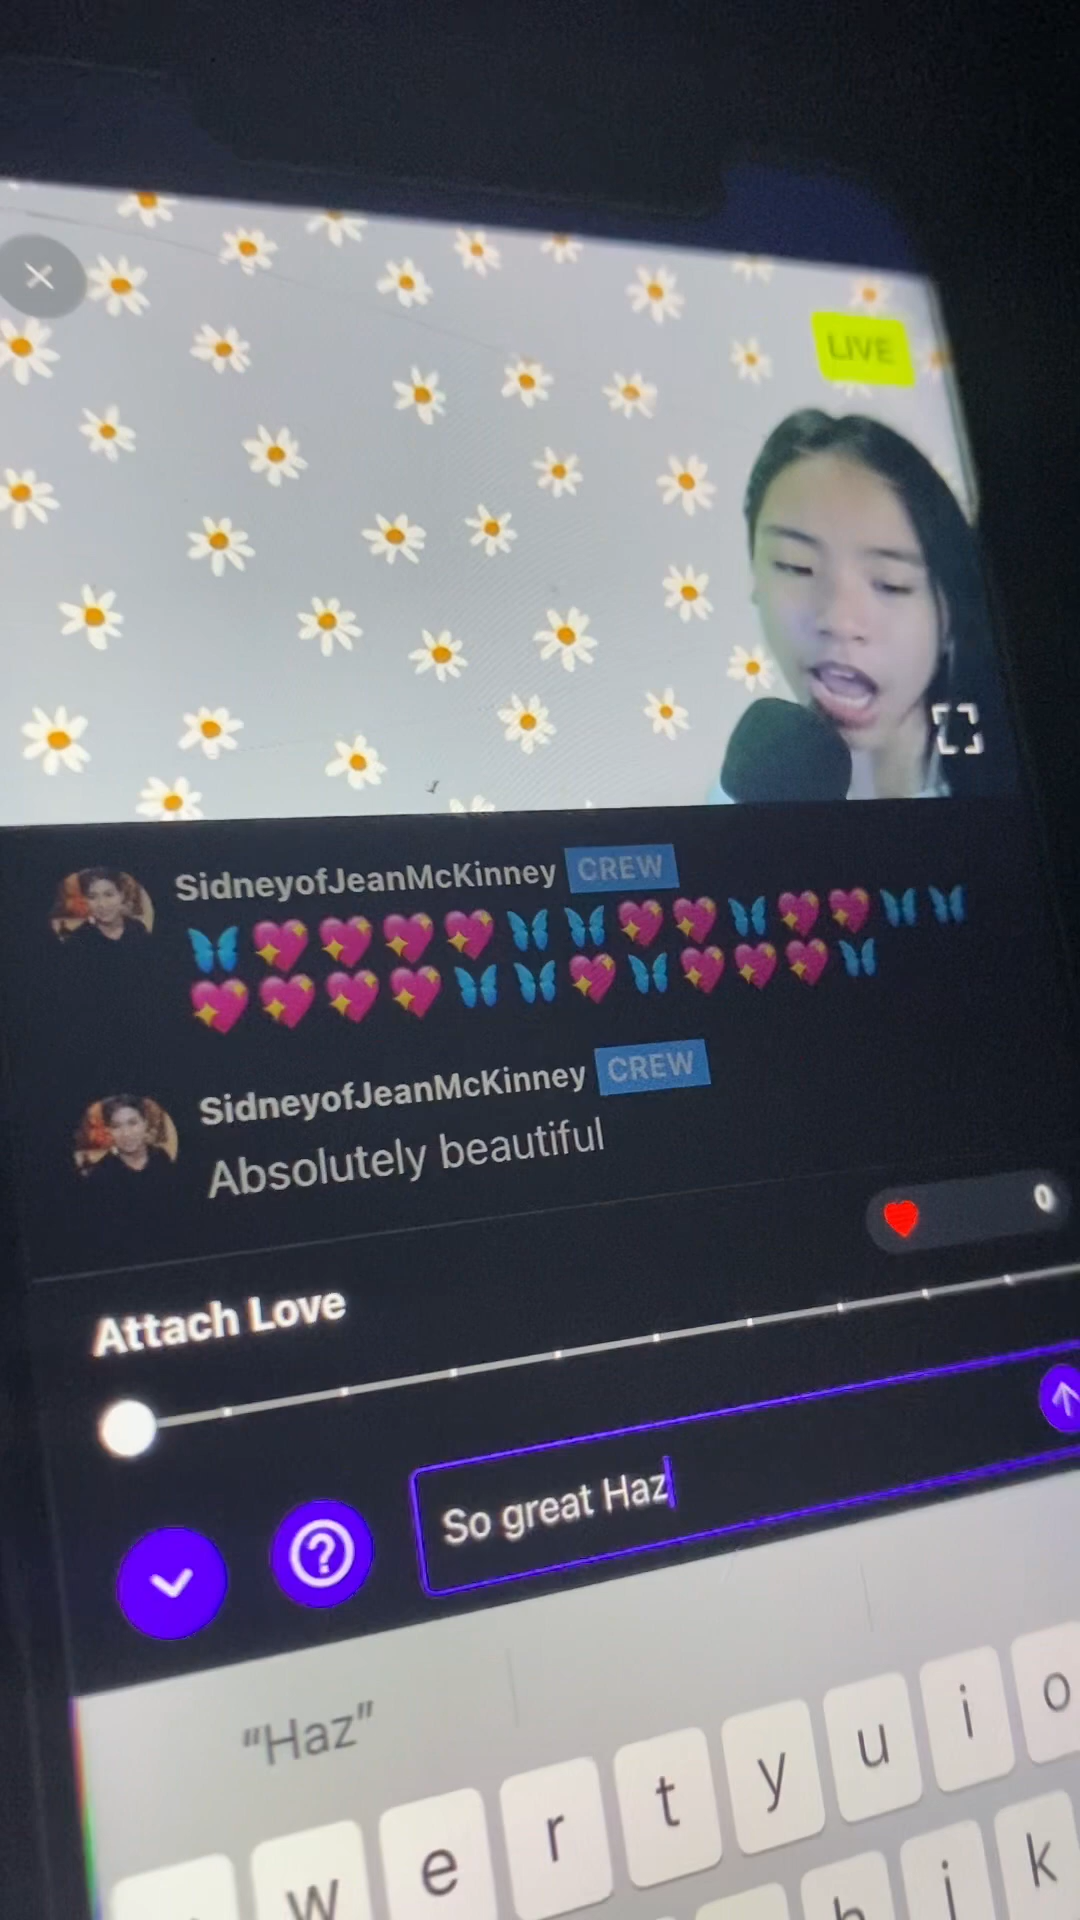 LIVE
SidneyofJeanMcKinney CREW
SidneyofJeanMcKinney CREW
Absolutely beautiful
0
Attach Love
So great Haz
"Haz"
w e r t y u i o
h j k